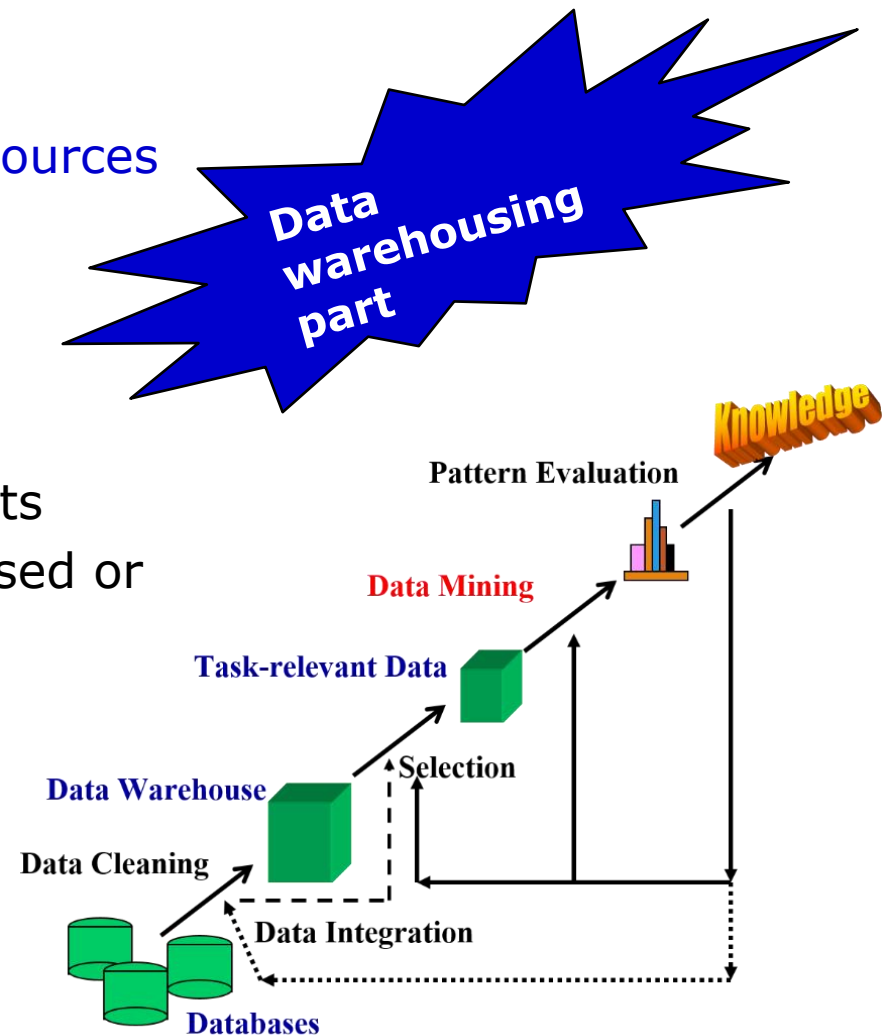 ources
Data
warehousing
part
Knowledge
Pattern Evaluation
ts
sed or
Data Mining
Task-relevant Data
Selection
Data Warehouse
Data Cleaning
Data Integration
Databases